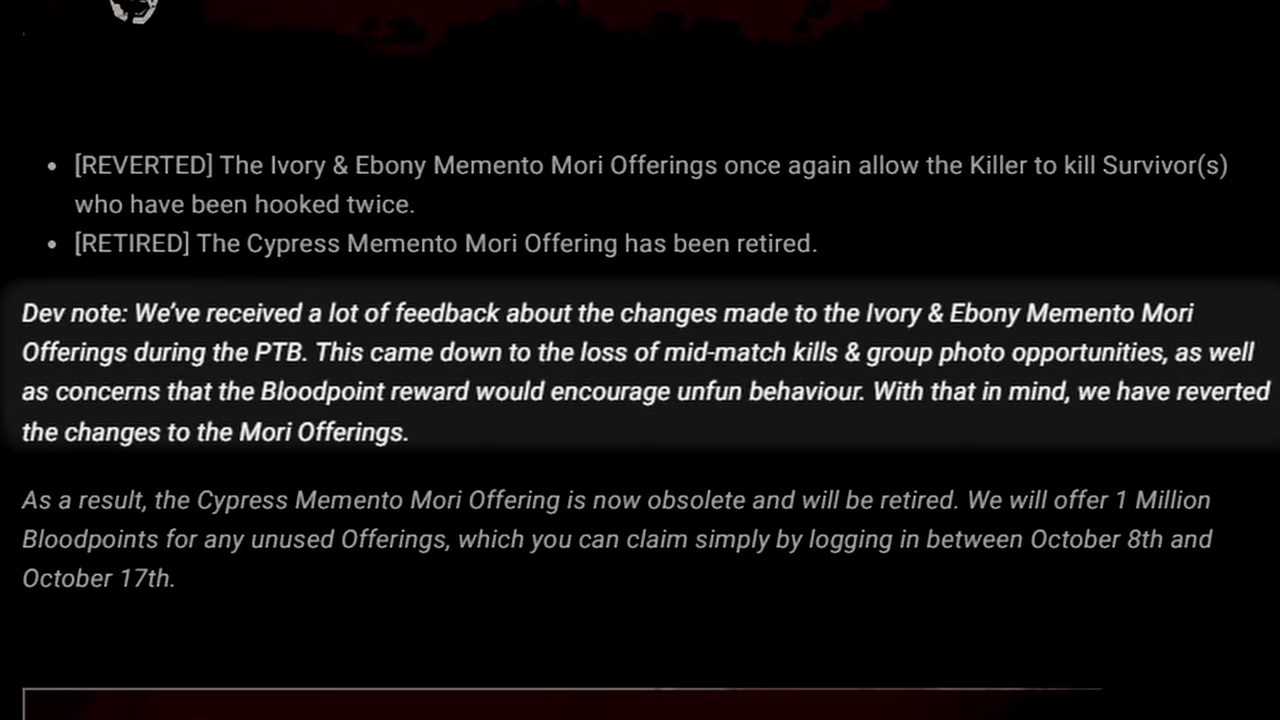 • [REVERTED] The Ivory & Ebony Memento Mori Offerings once again allow the Killer to kill Survivor(s)
who have been hooked twice.
• [RETIRED] The Cypress Memento Mori Offering has been retired.
Dev note: We’ve received a lot of feedback about the changes made to the Ivory & Ebony Memento Mori
Offerings during the PTB. This came down to the loss of mid-match kills & group photo opportunities, as well
as concerns that the Bloodpoint reward would encourage unfun behaviour. With that in mind, we have reverted
the changes to the Mori Offerings.
As a result, the Cypress Memento Mori Offering is now obsolete and will be retired. We will offer 1 Million
Bloodpoints for any unused Offerings, which you can claim simply by logging in between October 8th and
October 17th.